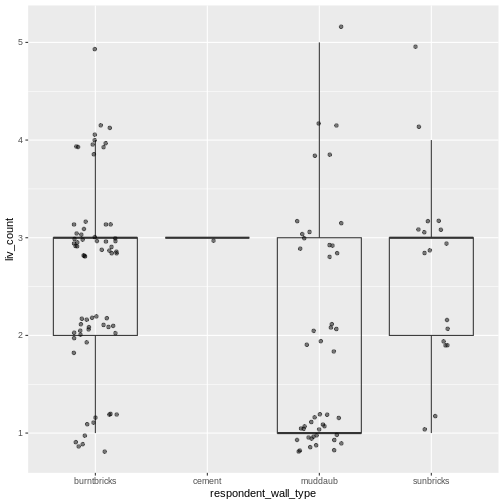 5
4
3
2
1
liv_count
burntbricks cement muddaub sunbricks
respondent_wall_type